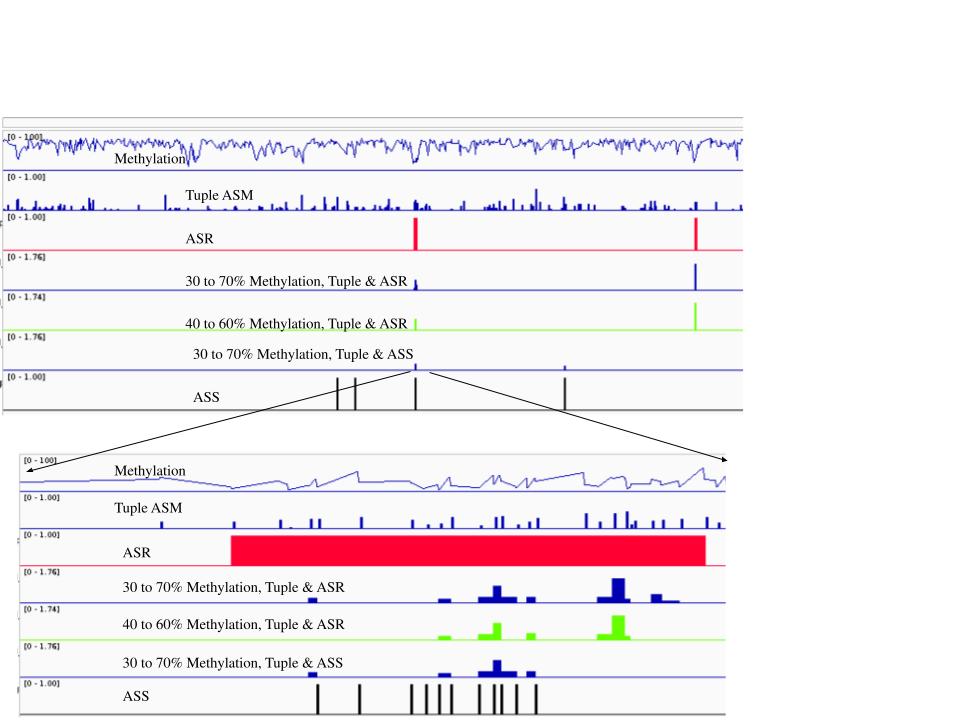 [0 - 100]
Methylation
[0 - 1.00]
Tuple ASM
[0 - 1.00]
ASR
[0 - 1.76]
30 to 70% Methylation, Tuple & ASR
[0 - 1.74]
40 to 60% Methylation, Tuple & ASR
[0 - 1.76]
30 to 70% Methylation, Tuple & ASS
[0 - 1.00]
ASS
[0 - 100]
Methylation
[0 - 1.00]
Tuple ASM
[0 - 1.00]
ASR
[0 - 1.76]
30 to 70% Methylation, Tuple & ASR
[0 - 1.74]
40 to 60% Methylation, Tuple & ASR
[0 - 1.76]
30 to 70% Methylation, Tuple & ASS
[0 - 1.00]
ASS